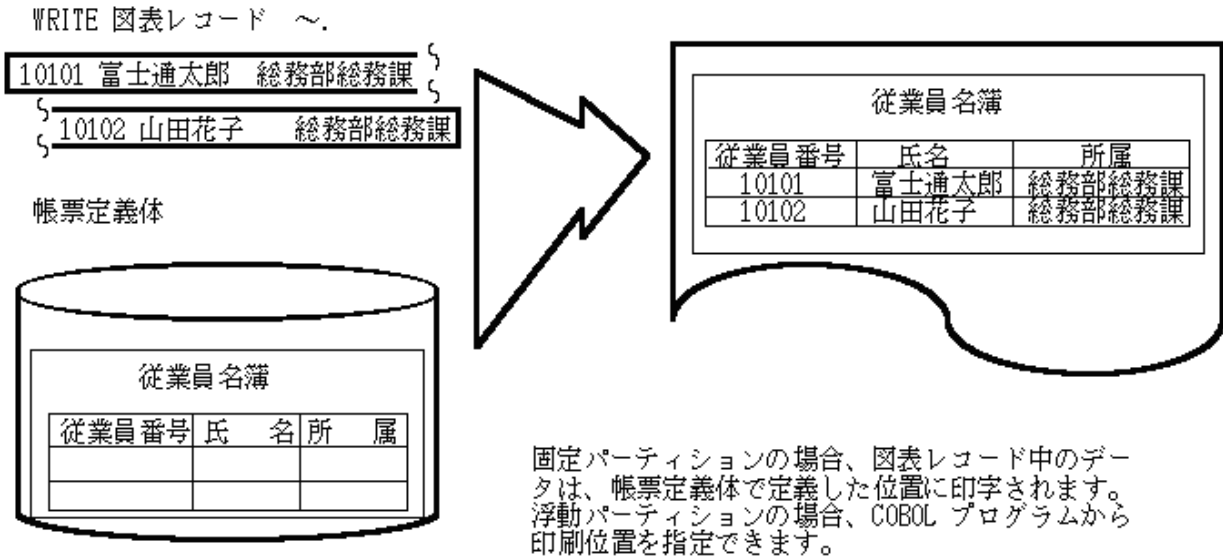 WRITE 図表レコード ～.
10101 富士通太郎 総務部総務課
10102 山田花子 総務部総務課
帳票定義体
従業員名簿
従業員番号 氏 名 所 属
従業員名簿
従業員番号 氏名 所属
10101 富士通太郎 総務部総務課
10102 山田花子 総務部総務課
固定パーティションの場合、図表レコード中のデー
タは、帳票定義体で定義した位置に印字されます。
浮動パーティションの場合、COBOL プログラムから
印刷位置を指定できます。